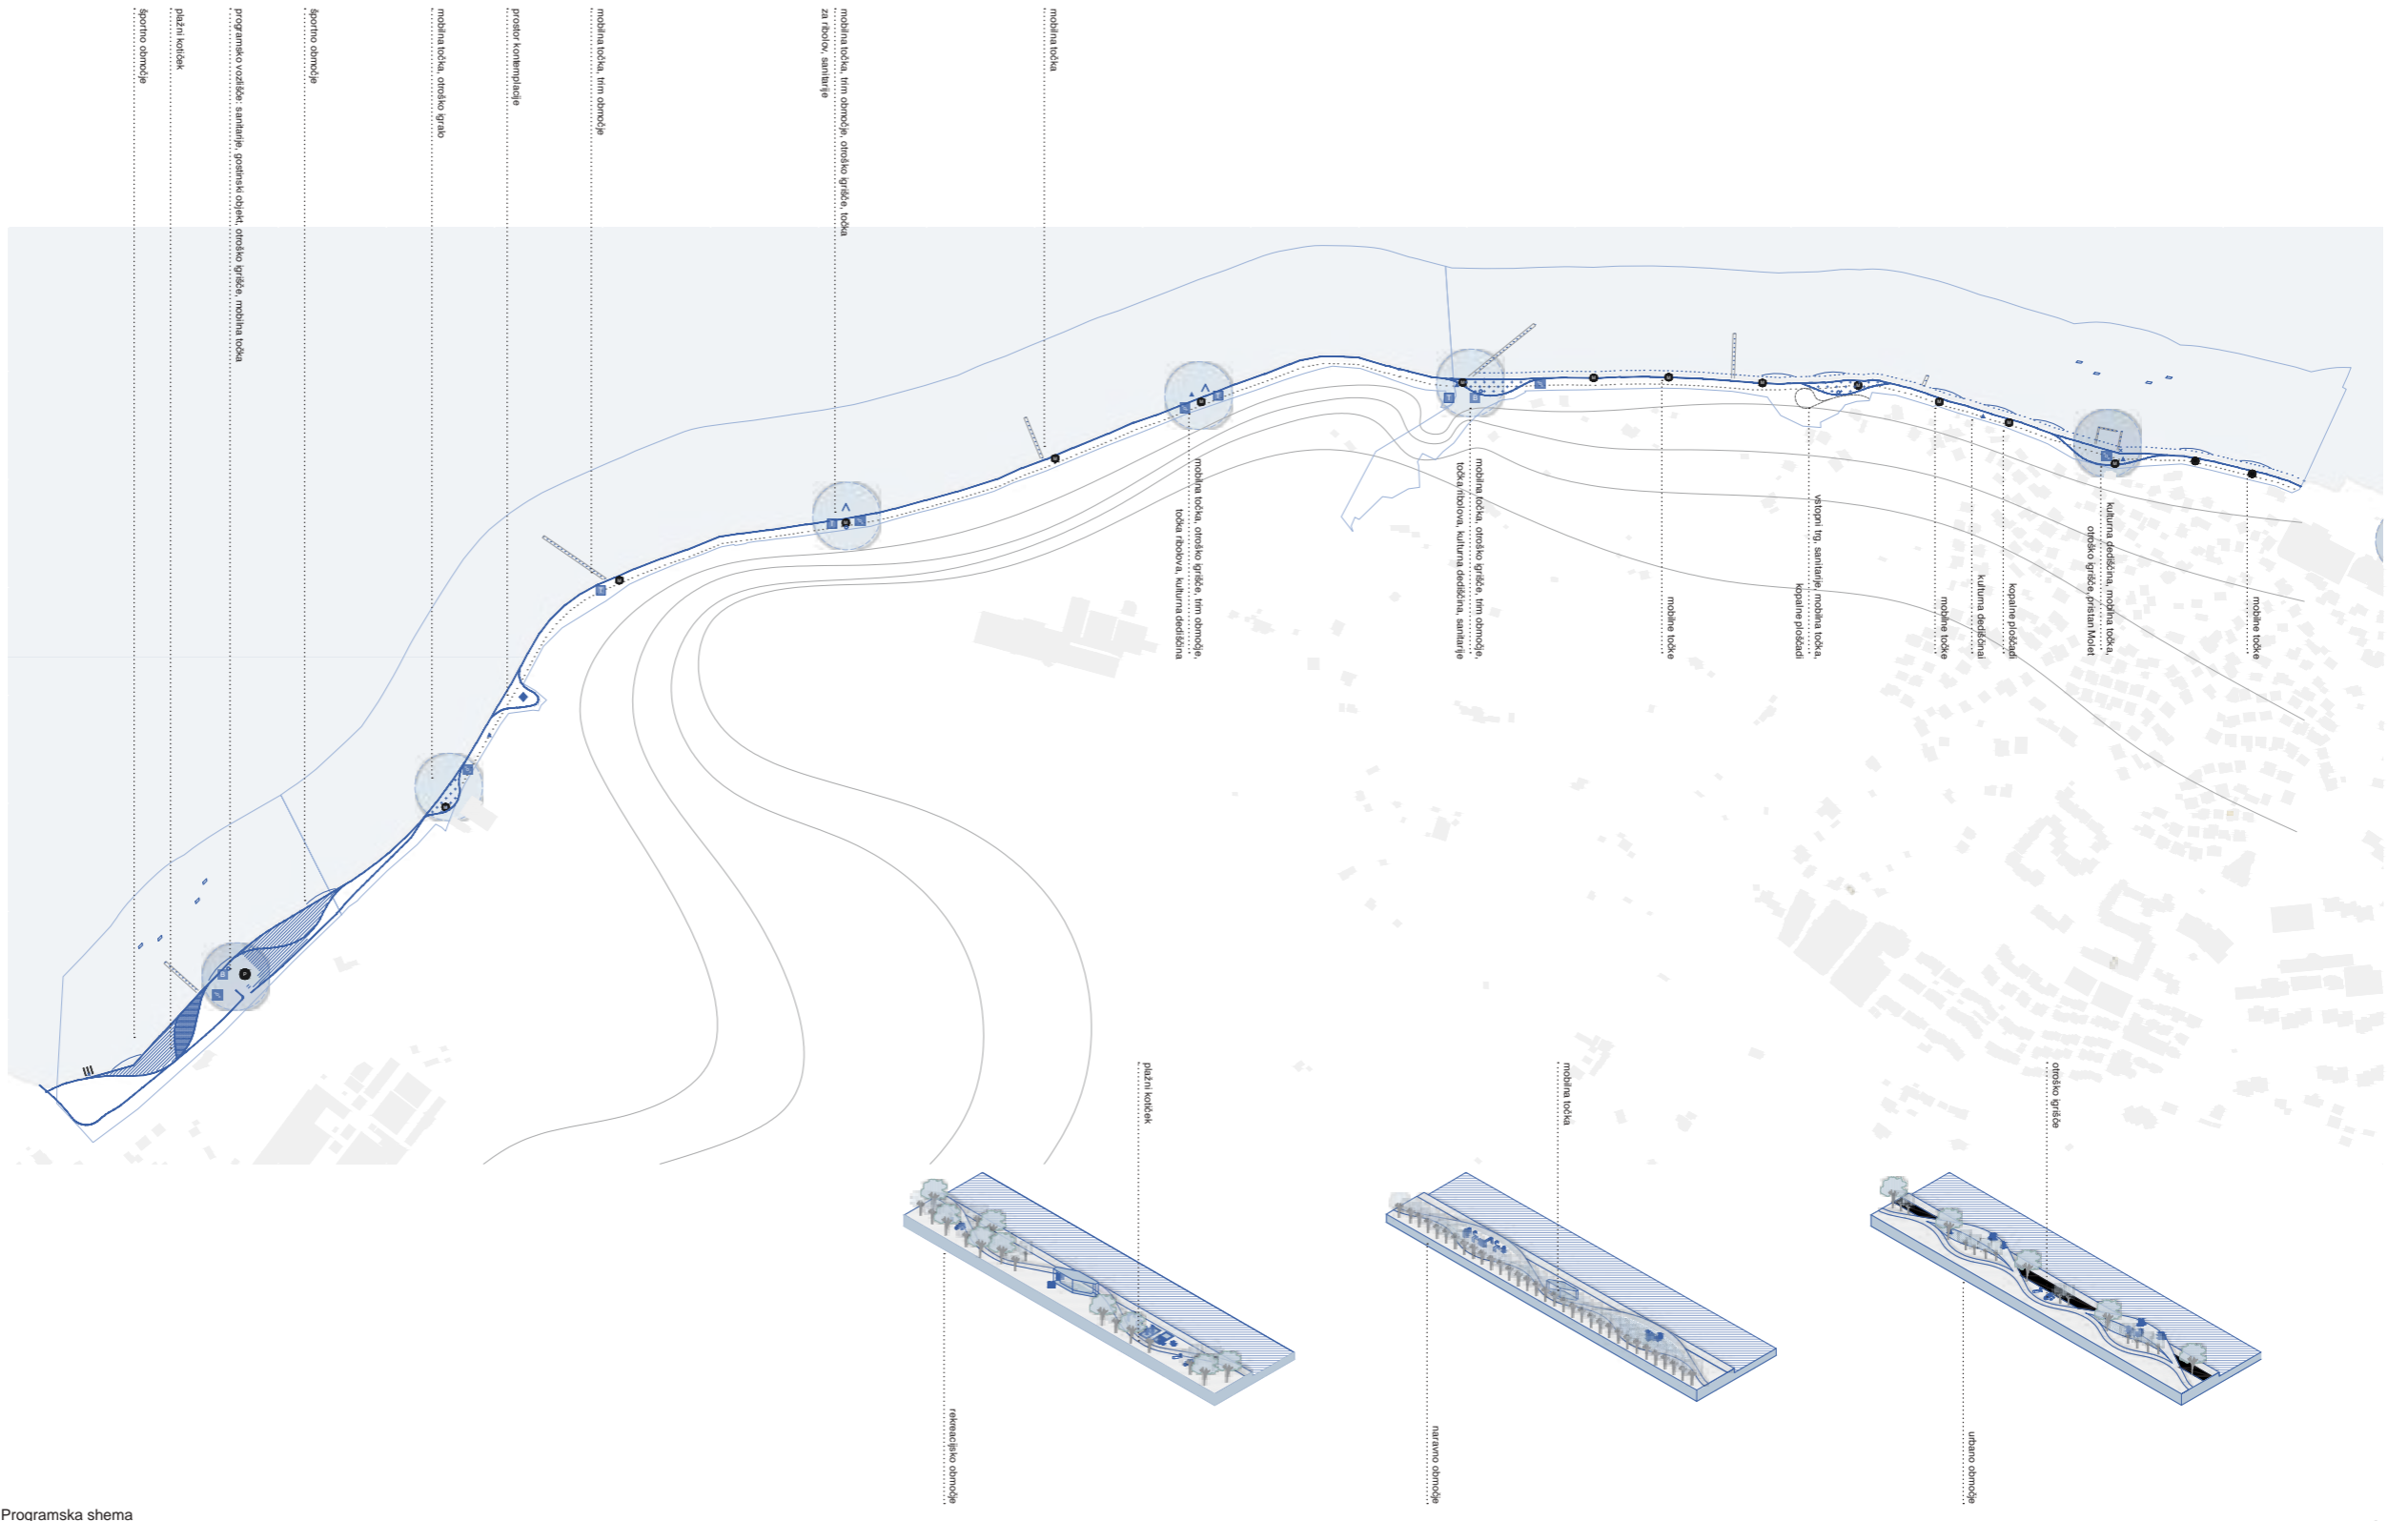 športno območje
plažni kotiček
programsko vozlišče: sanitarije, gostinski objekt, otroško igrišče, mobilna točka
športno območje
mobilna točka, otroško igralo
prostor kontemplacije
mobilna točka, trim območje
mobilna točka, trim območje, otroško igrišče, točka
za ribolov, sanitarije
mobilna točka
mobilna točka, otroško igrišče, trim območje,
točka ribolova, kulturna dediščina
mobilna točka, otroško igrišče, trim območje,
točka ribolova, kulturna dediščina, sanitarije
mobilne točke
vstopni trg, sanitarije, mobilna točka,
kopalne ploščadi
mobilne točke
kulturna dediščinai
kopalne ploščadi
kulturna dediščina, mobilna točka,
otroško igrišče, pristan Molet
mobilne točke
plažni kotiček
mobilna točka
otroško igrišče
rekreacijsko območje
naravno območje
urbano območje
Programska shema